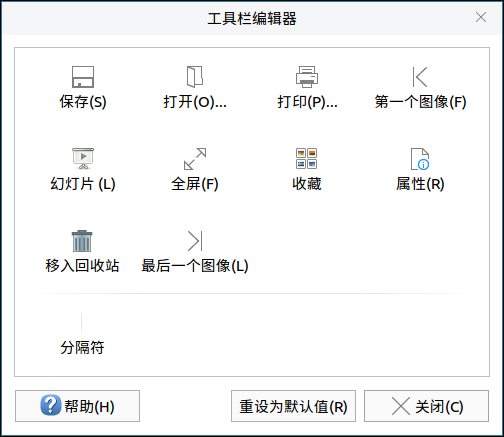 工具栏编辑器
保存(S) 打开(O)... 打印(P)... 第一个图像(F)
幻灯片 (L) 全屏(F) 收藏 属性(R)
移入回收站 最后一个图像(L)
分隔符
帮助(H) 重设为默认值(R) 关闭(C)